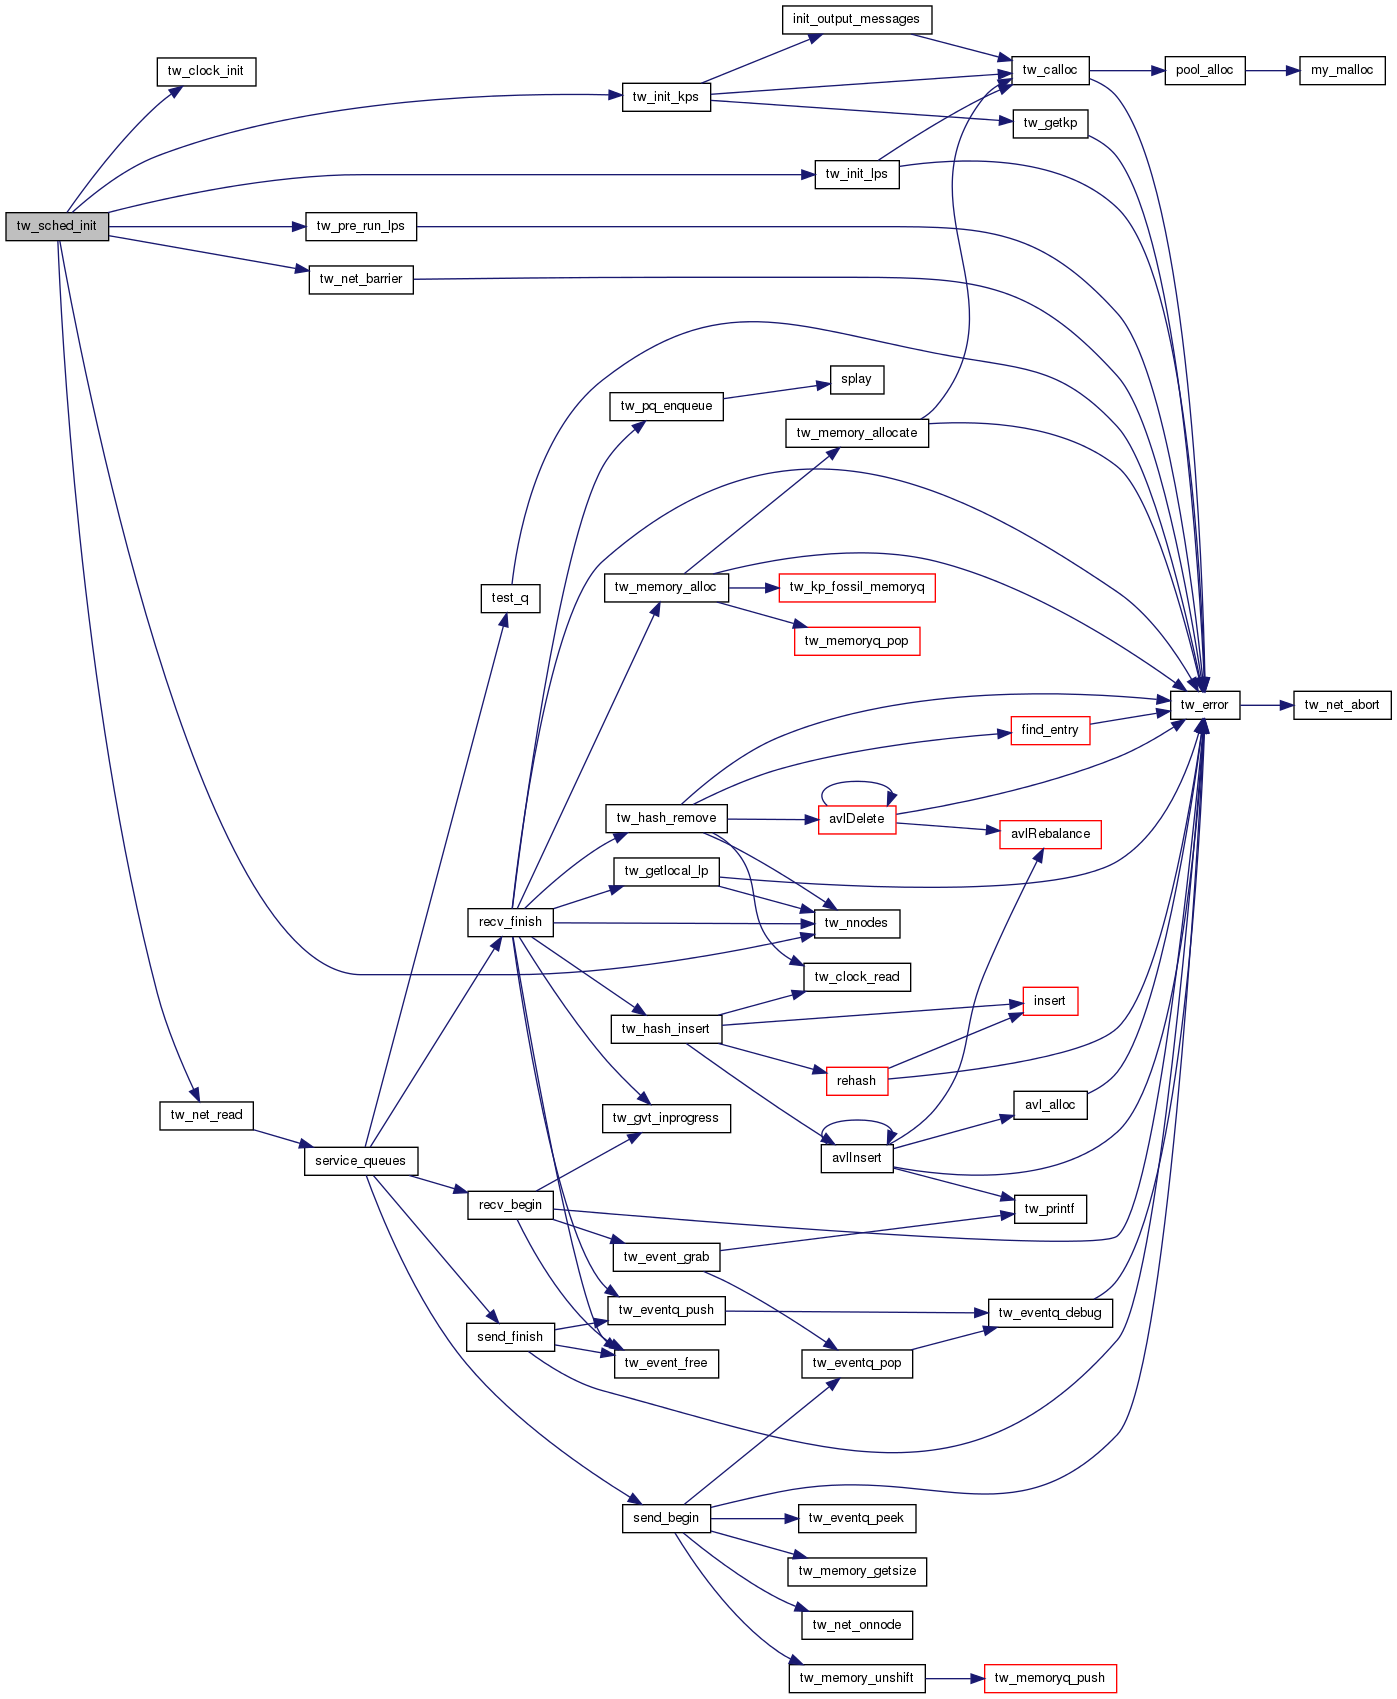 init_output_messages
tw_clock_init
tw_calloc
pool_alloc
my_malloc
tw_init_kps
tw_getkp
tw_init_lps
tw_sched_init
tw_pre_run_lps
tw_net_barrier
splay
tw_pq_enqueue
tw_memory_allocate
test_q
tw_memory_alloc
tw_kp_fossil_memoryq
tw_memoryq_pop
tw_error
tw_net_abort
find_entry
tw_hash_remove
avlDelete
avlRebalance
tw_getlocal_lp
recv_finish
tw_nnodes
tw_clock_read
insert
tw_hash_insert
rehash
avl_alloc
tw_net_read
tw_gvt_inprogress
service_queues
avlInsert
recv_begin
tw_printf
tw_event_grab
tw_eventq_push
tw_eventq_debug
send_finish
tw_event_free
tw_eventq_pop
send_begin
tw_eventq_peek
tw_memory_getsize
tw_net_onnode
tw_memory_unshift
tw_memoryq_push